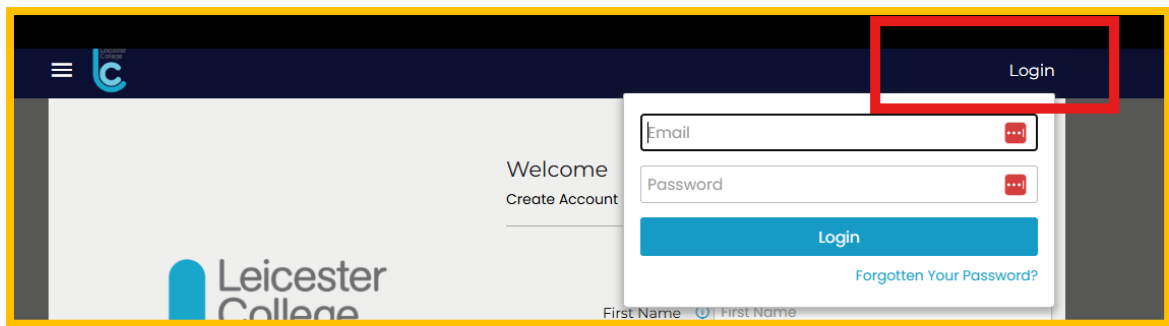 Leicester
College
Login
Email
Password
Welcome
Create Account
Login
Forgotten Your Password?
Leicester
College
First Name First Name